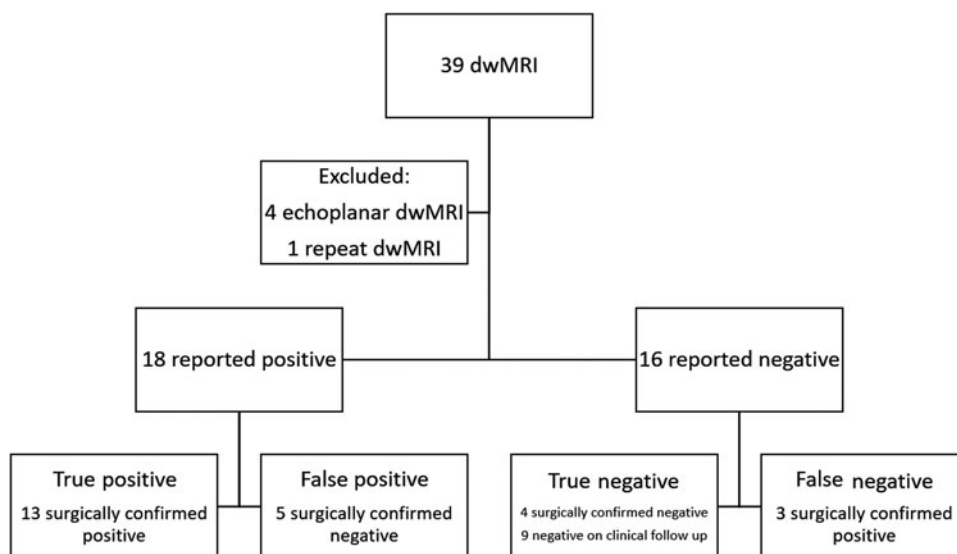 39 dwMRI
Excluded:
4 echoplanar dwMRI
1 repeat dwMRI
18 reported positive
16 reported negative
True positive
13 surgically confirmed
positive
False positive
5 surgically confirmed
negative
True negative
4 surgically confirmed negative
9 negative on clinical follow up
False negative
3 surgically confirmed
positive